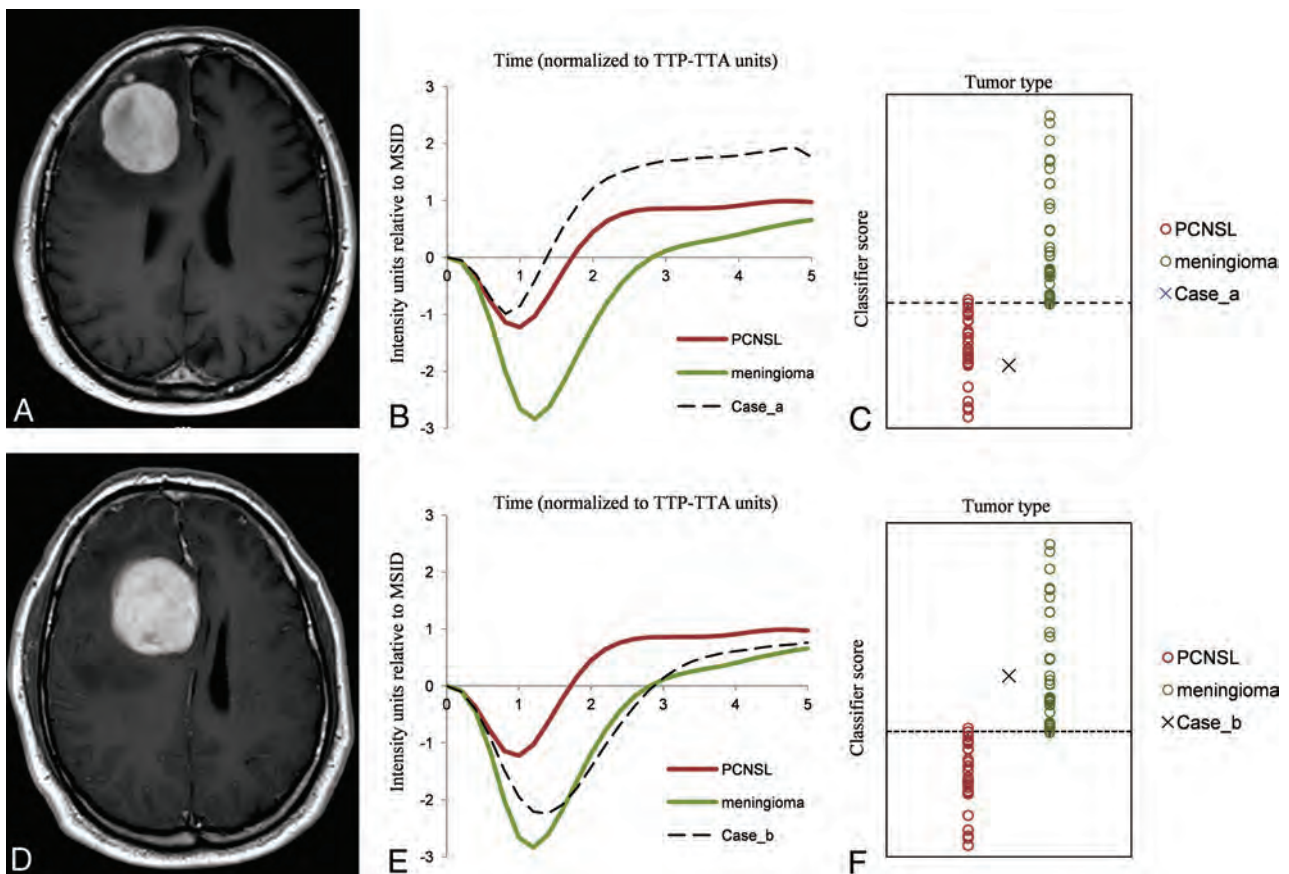 A
Time (normalized to TTP-TTA units)
Intensity units relative to MSID
3
2
1
0
-1
-2
-3
0 1 2 3 4 5
PCNSL
meningioma
Case_a
B
Tumor type
Classifier score
PCNSL
meningioma
Case_a
C
D
Time (normalized to TTP-TTA units)
Intensity units relative to MSID
3
2
1
0
-1
-2
-3
0 1 2 3 4 5
PCNSL
meningioma
Case_b
E
Tumor type
Classifier score
PCNSL
meningioma
Case_b
F